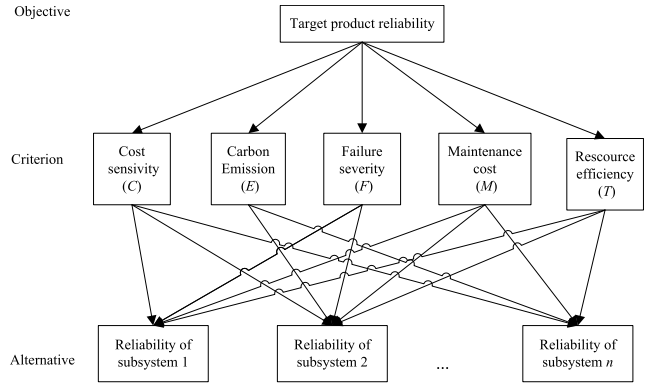 Objective
Target product reliability
Criterion
Cost
sensivity
(C)
Carbon
Emission
(E)
Failure
severity
(F)
Maintenance
cost
(M)
Rescource
efficiency
(T)
Alternative
Reliability of
subsystem 1
Reliability of
subsystem 2
...
Reliability of
subsystem n